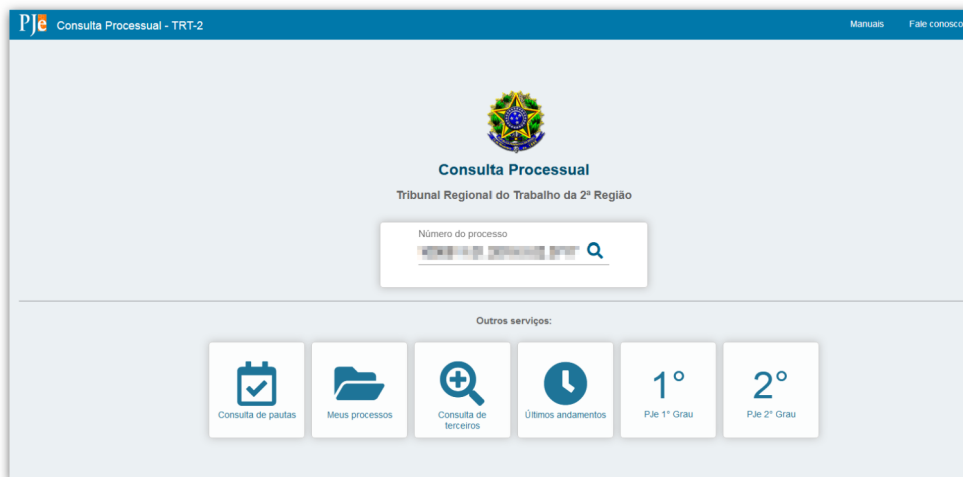 PJe Consulta Processual - TRT-2 Manuais Fale conosco
Consulta Processual
Tribunal Regional do Trabalho da 2ª Região
Número do processo
Outros serviços:
Consulta de pautas
Meus processos
Consulta de
terceiros
Últimos andamentos
1°
PJe 1° Grau
2°
PJe 2° Grau